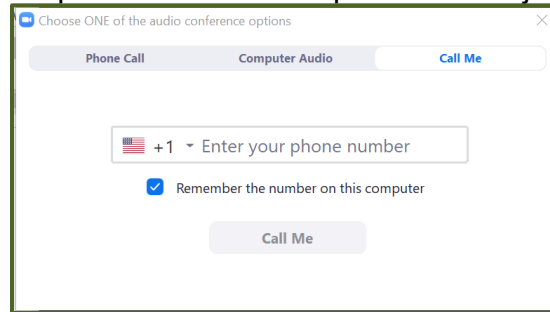 Choose ONE of the audio conference options
Phone Call Computer Audio Call Me
+1 Enter your phone number
Remember the number on this computer
Call Me